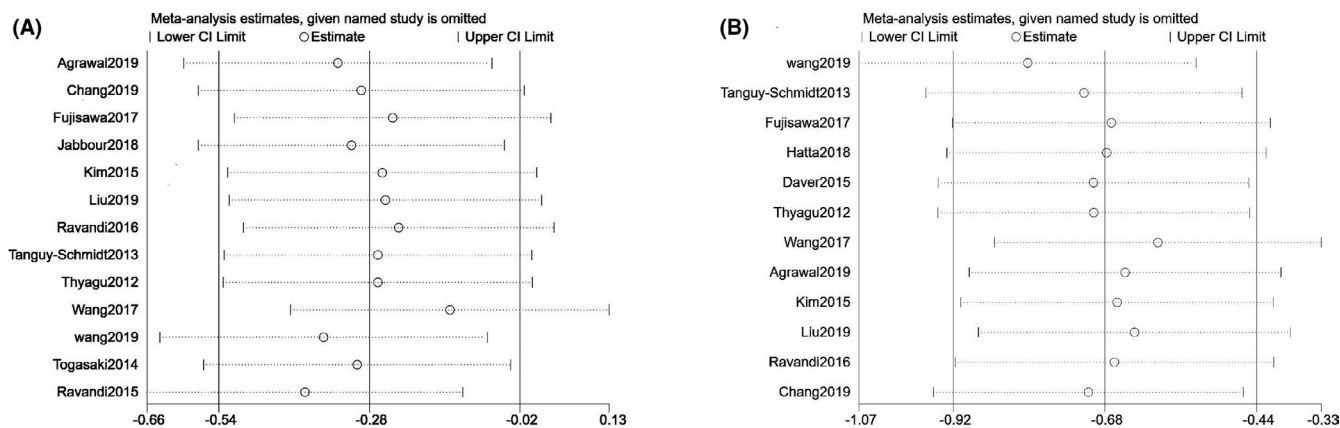 (A)
Meta-analysis estimates, given named study is omitted
Lower CI Limit Estimate Upper CI Limit
Agrawal2019
Chang2019
Fujisawa2017
Jabbour2018
Kim2015
Liu2019
Ravandi2016
Tanguy-Schmidt2013
Thyagu2012
Wang2017
wang2019
Togasaki2014
Ravandi2015
-0.66 -0.54 -0.28 -0.02 0.13
(B)
Meta-analysis estimates, given named study is omitted
Lower CI Limit Estimate Upper CI Limit
wang2019
Tanguy-Schmidt2013
Fujisawa2017
Hatta2018
Daver2015
Thyagu2012
Wang2017
Agrawal2019
Kim2015
Liu2019
Ravandi2016
Chang2019
-1.07 -0.92 -0.68 -0.44 -0.33